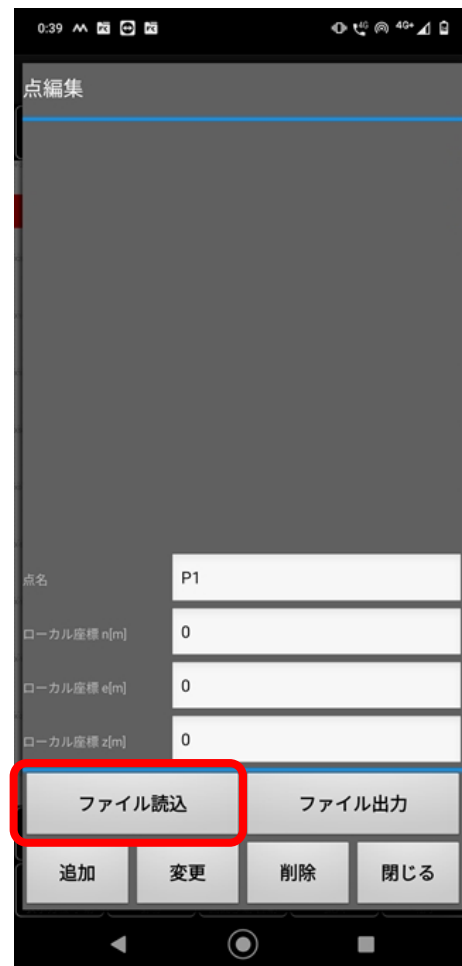 0:39
4G
4G+
点編集
点名
P1
ローカル座標 n[m]
0
ローカル座標 e[m]
0
ローカル座標 z[m]
0
ファイル読込
ファイル出力
追加
変更
削除
閉じる